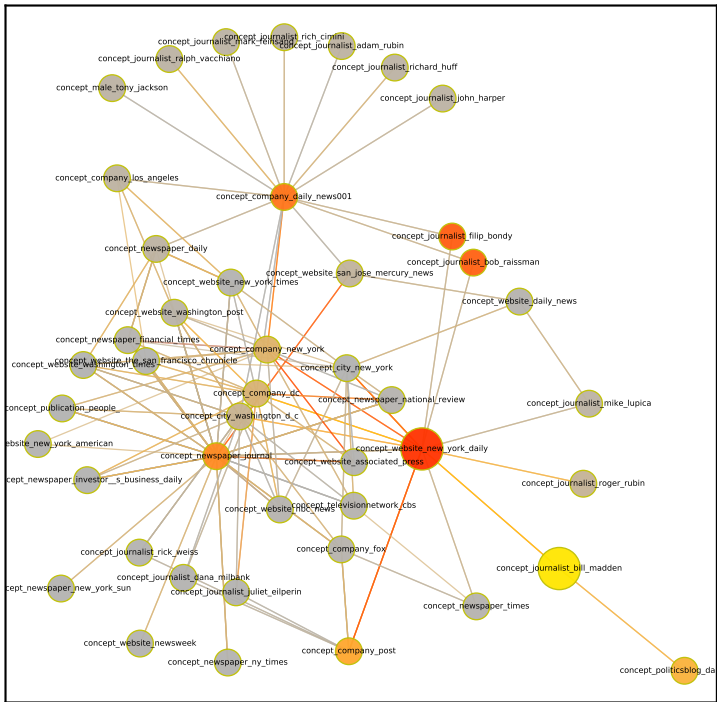 concept_journalist_rich_cimini
concept_journalist_mark_feinsand
concept_journalist_adam_rubin
concept_journalist_ralph_vacchiano
concept_journalist_richard_huff
concept_male_tony_jackson
concept_journalist_john_harper
concept_company_los_angeles
concept_company_daily_news001
concept_journalist_filip_bondy
concept_newspaper_daily
concept_journalist_bob_raissman
concept_website_san_jose_mercury_news
concept_website_new_york_times
concept_website_daily_news
concept_website_washington_post
concept_newspaper_financial_times
concept_company_new_york
concept_website_the_san_francisco_chronicle
concept_website_washington_times
concept_city_new_york
concept_company_dc
concept_newspaper_national_review
concept_journalist_mike_lupica
concept_publication_people_
concept_city_washington_d_c
ebsite_new_york_american
concept_website_new_york_daily
concept_newspaper_journal
concept_website_associated_press
concept_newspaper_investor__s_business_daily
concept_journalist_roger_rubin
concept_televisionnetwork_cbs
concept_website_nbc_news
concept_company_fox
concept_journalist_rick_weiss
concept_journalist_bill_madden
concept_journalist_dana_milbank
cept_newspaper_new_york_sun
concept_journalist_juliet_eilperin
concept_newspaper_times
concept_website_newsweek
concept_company_post
concept_newspaper_ny_times
concept_politicsblog_da